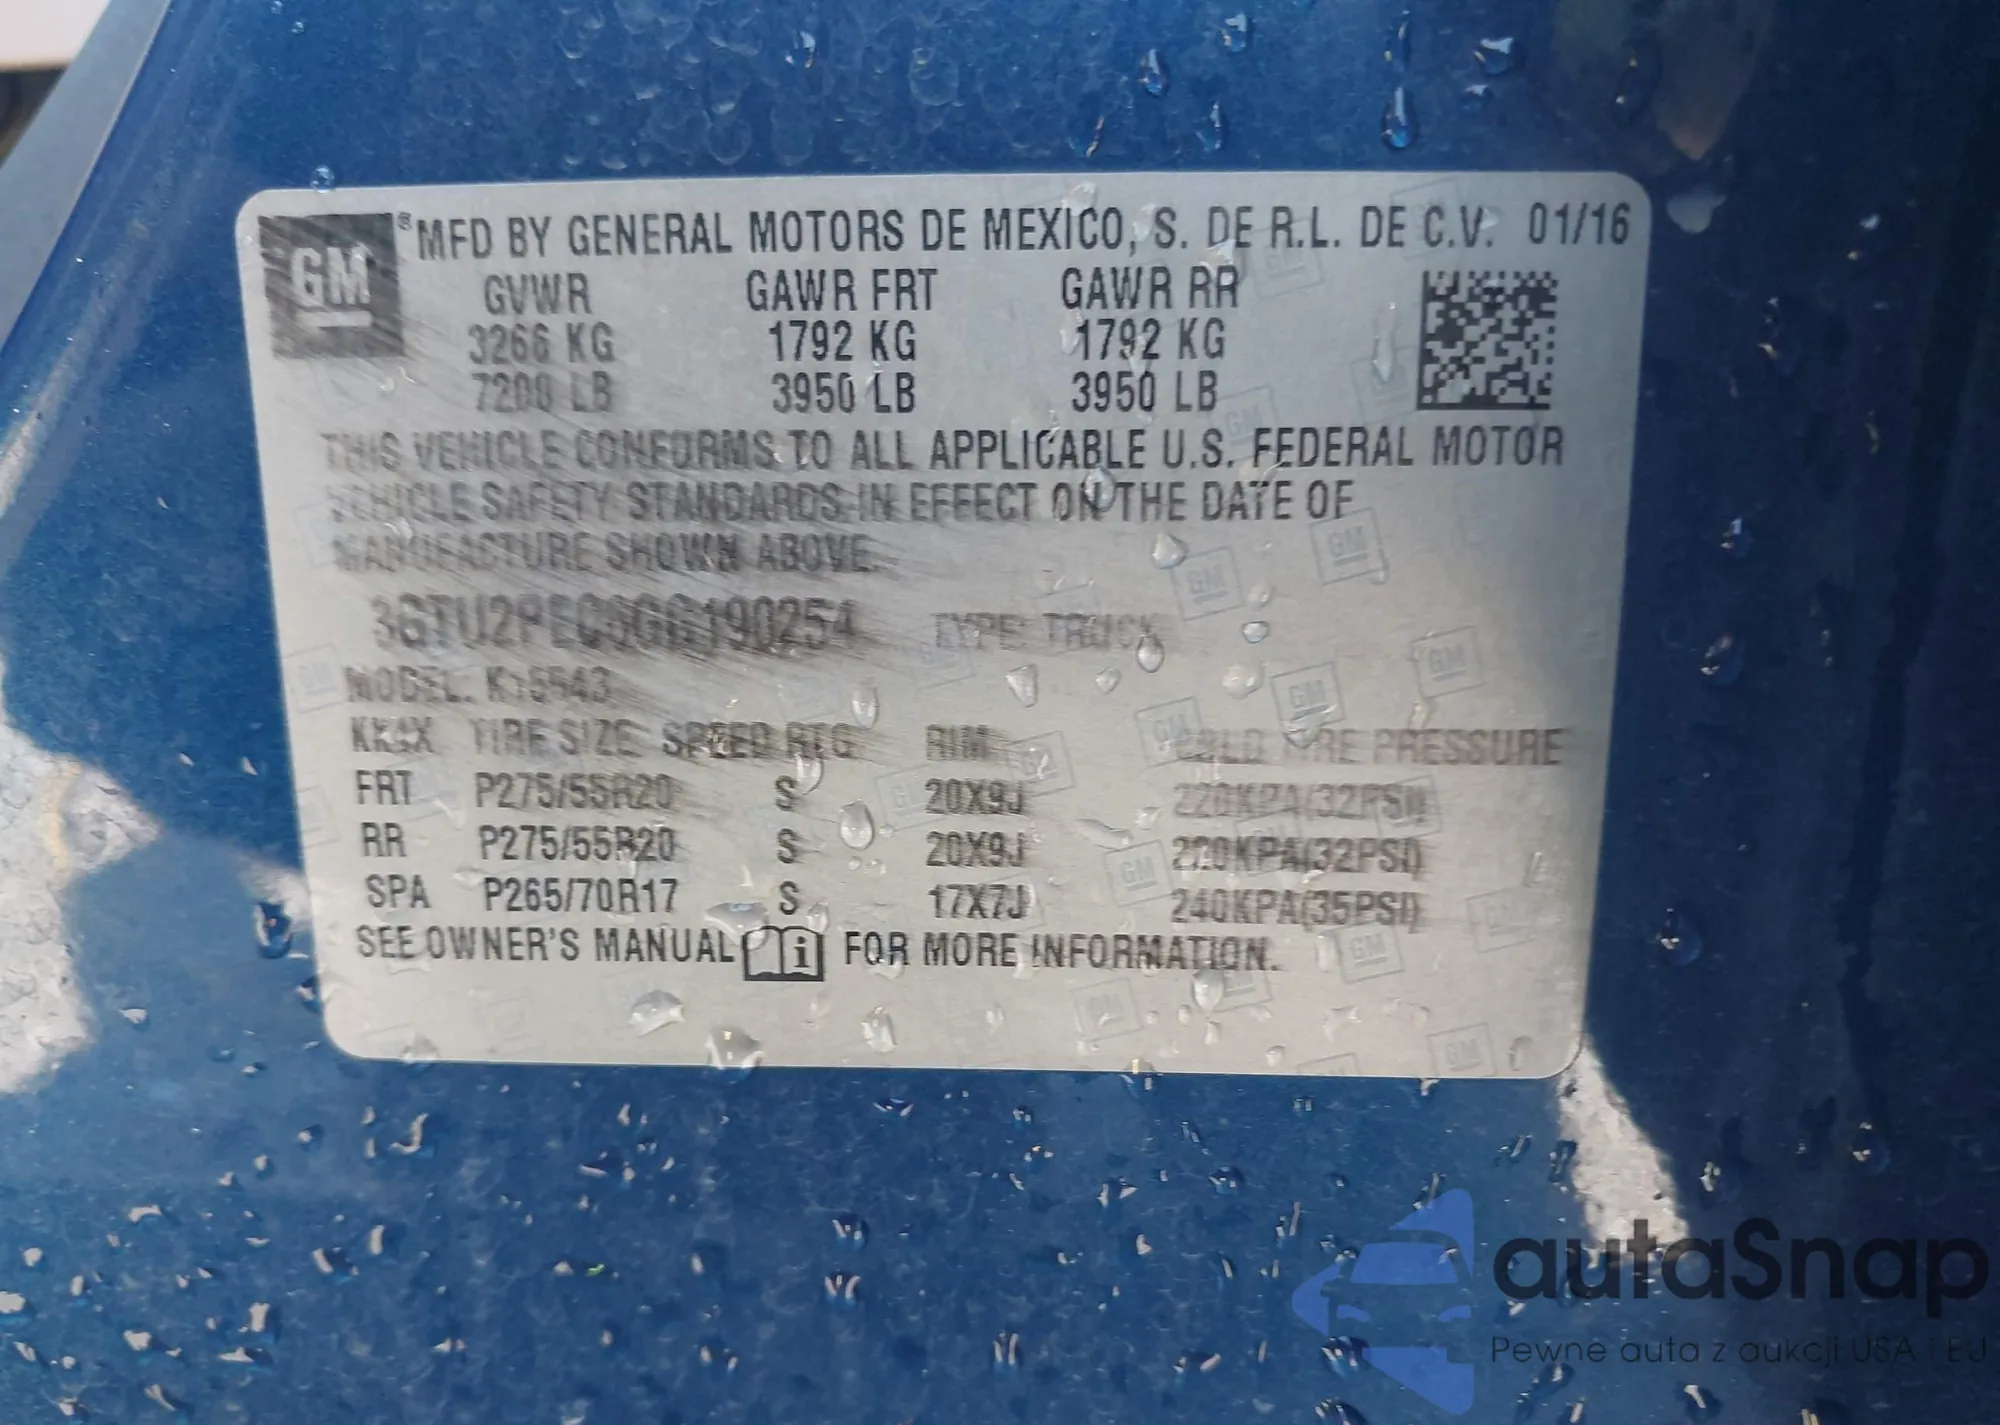 GM ® MFD BY GENERAL MOTORS DE MEXICO, S. DE R.L. DE C.V. 01/16
GVWR GAWR FRT GAWR RR
3266 KG 1792 KG 1792 KG
7200 LB 3950 LB 3950 LB
THIS VEHICLE CONFORMS TO ALL APPLICABLE U.S. FEDERAL MOTOR
VEHICLE SAFETY STANDARDS IN EFFECT ON THE DATE OF
MANUFACTURE SHOWN ABOVE.
TYPE: TRUCK
MODEL: K15543
TIRE SIZE SPEED RTG RIM COLD TIRE PRESSURE
FRT P275/55R20 S 20X9J 220KPA(32PSI)
RR P275/55R20 S 20X9J 220KPA(32PSI)
SPA P265/70R17 S 17X7J 240KPA(35PSI)
SEE OWNER'S MANUAL i FOR MORE INFORMATION.
autaSnap
Pewne auta z aukcji USA i EU